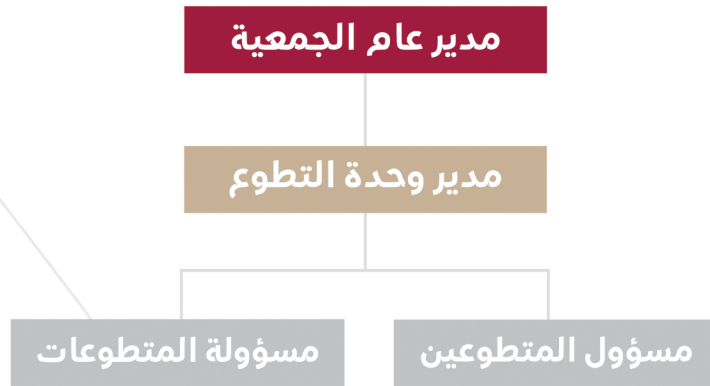 مدير عام الجمعية
مدير وحدة التطوع
مسؤول المتطوعين
مسؤولة المتطوعات